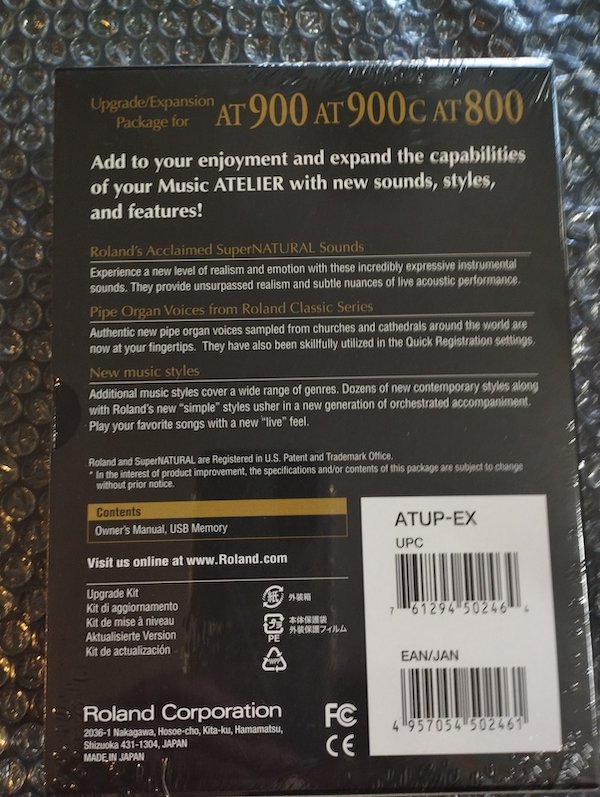 Upgrade/Expansion
Package for
AT 900 AT 900C AT 800
Add to your enjoyment and expand the capabilities
of your Music ATELIER with new sounds, styles,
and features!
Roland's Acclaimed SuperNATURAL Sounds
Experience a new level of realism and emotion with these incredibly expressive instrumental
sounds. They provide unsurpassed realism and subtle nuances of live acoustic performance.
Pipe Organ Voices from Roland Classic Series
Authentic new pipe organ voices sampled from churches and cathedrals around the world are
now at your fingertips. They have also been skillfully utilized in the Quick Registration settings.
New music styles
Additional music styles cover a wide range of genres. Dozens of new contemporary styles along
with Roland's new “simple” styles usher in a new generation of orchestrated accompaniment.
Play your favorite songs with a new “live” feel.
Roland and SuperNATURAL are Registered in U.S. Patent and Trademark Office.
* In the interest of product improvement, the specifications and/or contents of this package are subject to change
without prior notice.
Contents
Owner's Manual, USB Memory
Visit us online at www.Roland.com
Upgrade Kit
Kit di aggiornamento
Kit de mise à niveau
Aktualisierte Version
Kit de actualización
紙 外装箱
プラ 本体保護袋
外装保護フィルム
PE
Roland Corporation
2036-1 Nakagawa, Hosoe-cho, Kita-ku, Hamamatsu,
Shizuoka 431-1304, JAPAN
MADE IN JAPAN
FC
CE
ATUP-EX
UPC
7 61294 50246 4
EAN/JAN
4 957054 502461